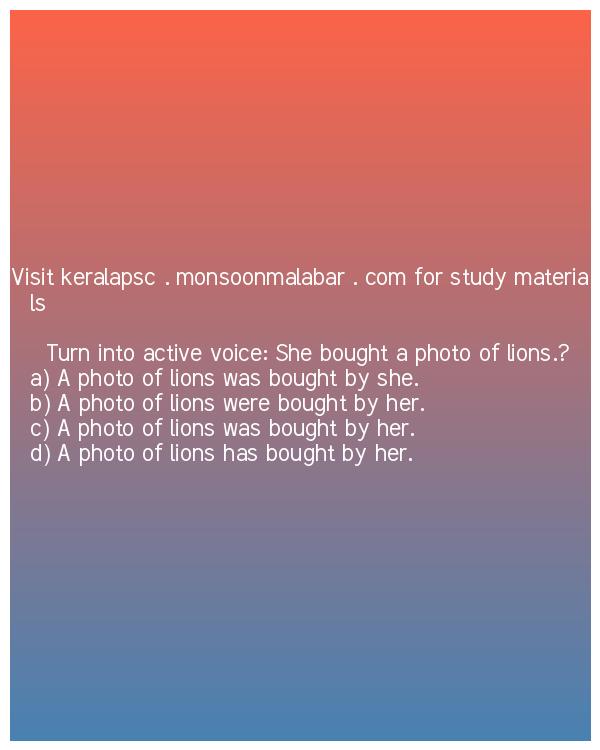 Visit keralapsc . monsoonmalabar . com for study materia
ls
Turn into active voice: She bought a photo of lions.?
a) A photo of lions was bought by she.
b) A photo of lions were bought by her.
c) A photo of lions was bought by her.
d) A photo of lions has bought by her.